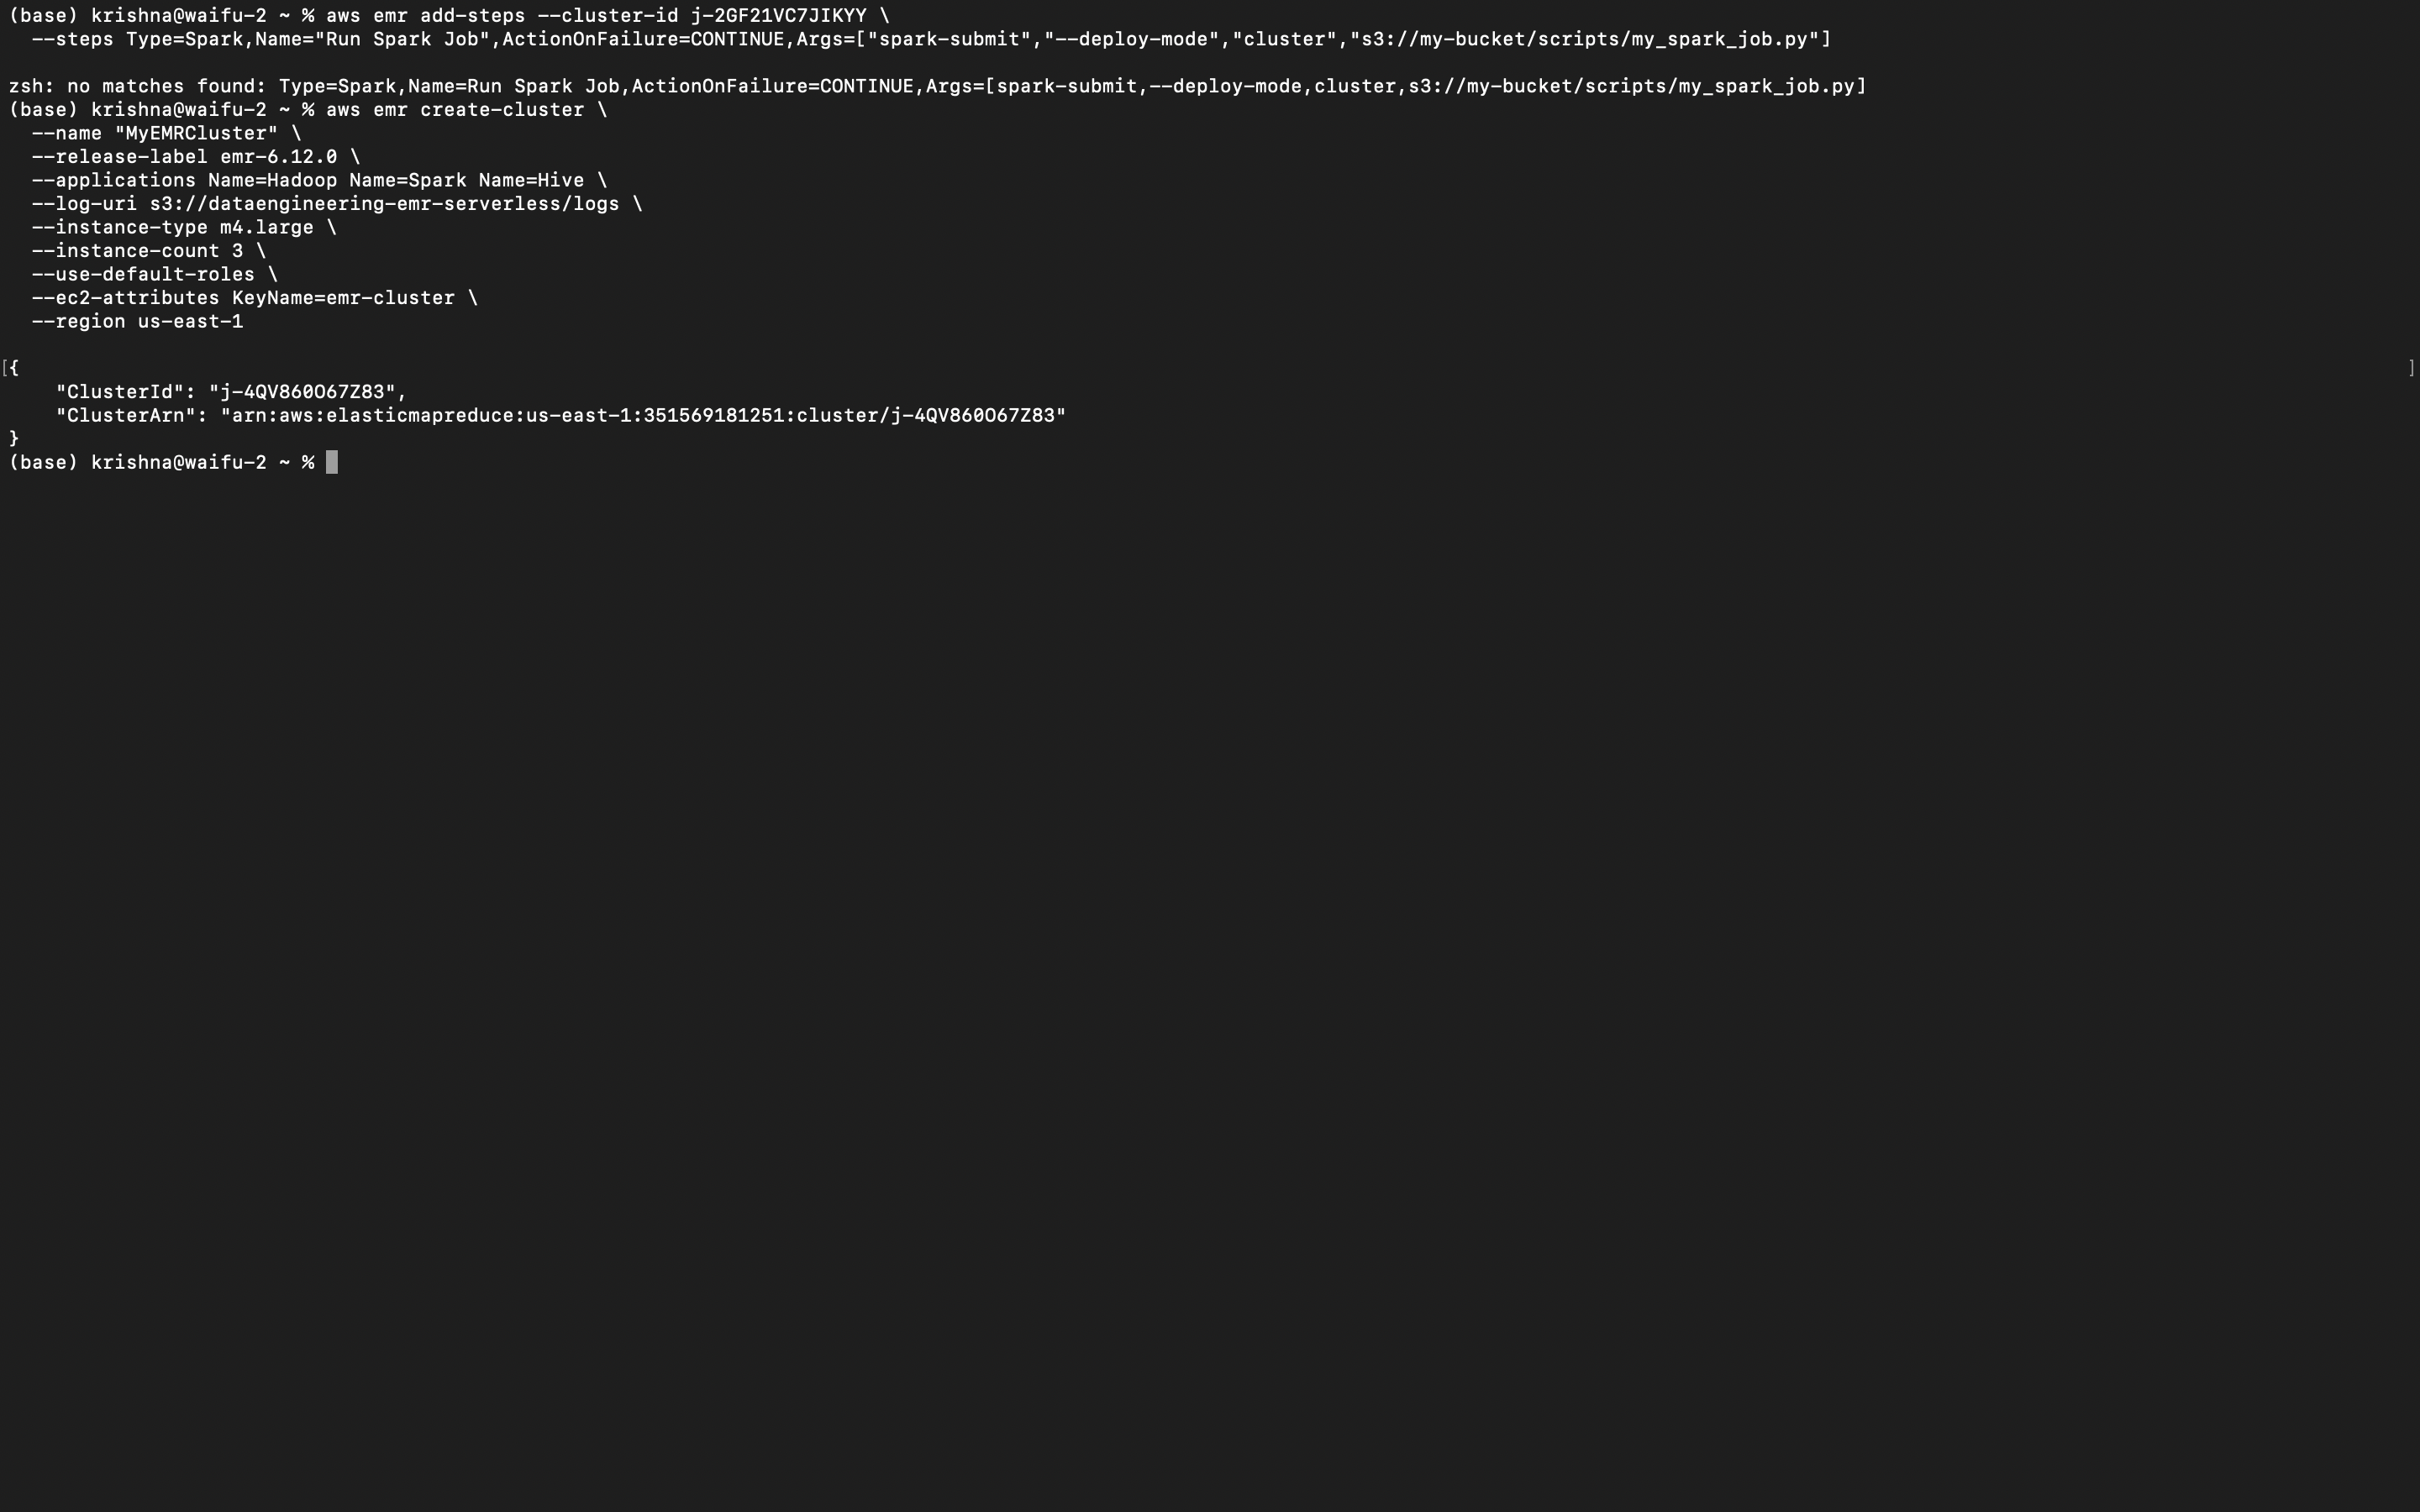 (base) krishna@waifu-2 ~ % aws emr add-steps --cluster-id j-2GF21VC7JIKYY \
  --steps Type=Spark,Name="Run Spark Job",ActionOnFailure=CONTINUE,Args=["spark-submit","--deploy-mode","cluster","s3://my-bucket/scripts/my_spark_job.py"]
zsh: no matches found: Type=Spark,Name=Run Spark Job,ActionOnFailure=CONTINUE,Args=[spark-submit,--deploy-mode,cluster,s3://my-bucket/scripts/my_spark_job.py]
(base) krishna@waifu-2 ~ % aws emr create-cluster \
  --name "MyEMRCluster" \
  --release-label emr-6.12.0 \
  --applications Name=Hadoop Name=Spark Name=Hive \
  --log-uri s3://dataengineering-emr-serverless/logs \
  --instance-type m4.large \
  --instance-count 3 \
  --use-default-roles \
  --ec2-attributes KeyName=emr-cluster \
  --region us-east-1
[{ ]
    "ClusterId": "j-4QV860O67Z83",
    "ClusterArn": "arn:aws:elasticmapreduce:us-east-1:351569181251:cluster/j-4QV860O67Z83"
}
(base) krishna@waifu-2 ~ %